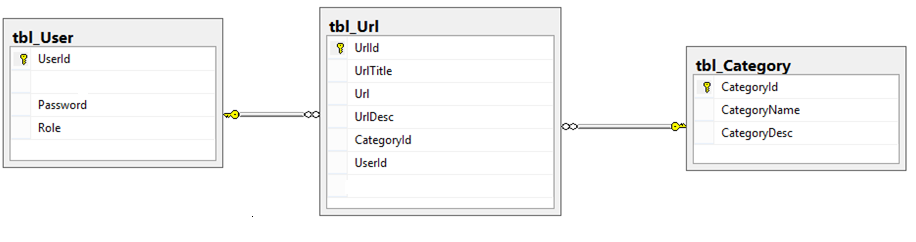 tbl_User
UserId
Password
Role
tbl_Url
UrlId
UrlTitle
Url
UrlDesc
CategoryId
UserId
tbl_Category
CategoryId
CategoryName
CategoryDesc